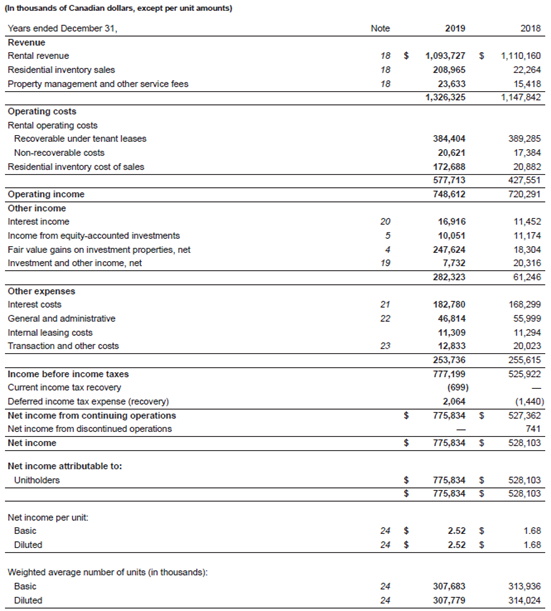 (In thousands of Canadian dollars, except per unit amounts)
Years ended December 31, Note 2019 2018
Revenue
Rental revenue 18 $ 1,093,727 $ 1,110,160
Residential inventory sales 18 208,965 22,264
Property management and other service fees 18 23,633 15,418
1,326,325 1,147,842
Operating costs
Rental operating costs
Recoverable under tenant leases 384,404 389,285
Non-recoverable costs 20,621 17,384
Residential inventory cost of sales 172,688 20,882
577,713 427,551
Operating income 748,612 720,291
Other income
Interest income 20 16,916 11,452
Income from equity-accounted investments 5 10,051 11,174
Fair value gains on investment properties, net 4 247,624 18,304
Investment and other income, net 19 7,732 20,316
282,323 61,246
Other expenses
Interest costs 21 182,780 168,299
General and administrative 22 46,814 55,999
Internal leasing costs 11,309 11,294
Transaction and other costs 23 12,833 20,023
253,736 255,615
Income before income taxes 777,199 525,922
Current income tax recovery (699) —
Deferred income tax expense (recovery) 2,064 (1,440)
Net income from continuing operations $ 775,834 $ 527,362
Net income from discontinued operations — 741
Net income $ 775,834 $ 528,103
Net income attributable to:
Unitholders $ 775,834 $ 528,103
$ 775,834 $ 528,103
Net income per unit:
Basic 24 $ 2.52 $ 1.68
Diluted 24 $ 2.52 $ 1.68
Weighted average number of units (in thousands):
Basic 24 307,683 313,936
Diluted 24 307,779 314,024